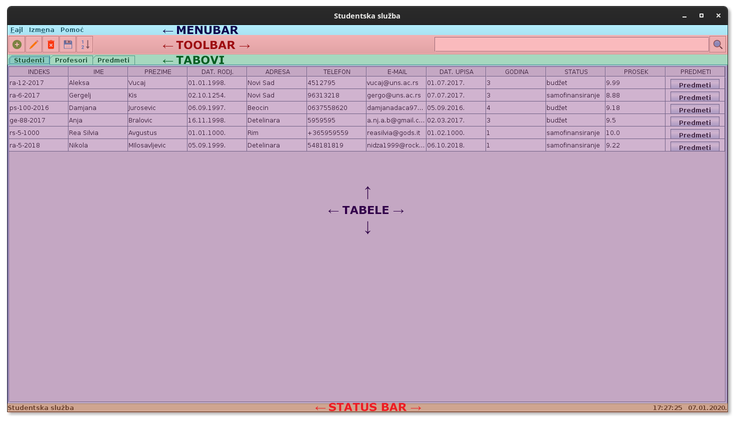 Studentska služba
Fajl Izmena Pomoć ← MENUBAR
← TOOLBAR →
Studenti Profesori Predmeti ← TABOVI
INDEKS IME PREZIME DAT. RODJ. ADRESA TELEFON E-MAIL DAT. UPISA GODINA STATUS PROSEK PREDMETI
ra-12-2017 Aleksa Vucaj 01.01.1998. Novi Sad 4512795 vucaj@uns.ac.rs 01.07.2017. 3 budžet 9.99 Predmeti
ra-6-2017 Gergelj Kis 02.10.1254. Novi Sad 96313218 gergo@uns.ac.rs 07.07.2017. 3 samofinansiranje 8.88 Predmeti
ps-100-2016 Damjana Jurosevic 06.09.1997. Beocin 0637558620 damjanadaca97... 05.09.2016. 4 budžet 9.18 Predmeti
ge-88-2017 Anja Bralovic 16.11.1998. Detelinara 5959595 a.nj.a.b@gmail.c... 02.03.2017. 3 budžet 9.5 Predmeti
rs-5-1000 Rea Silvia Avgustus 01.01.1000. Rim +365959559 reasilvia@gods.it 01.02.1000. 1 samofinansiranje 10.0 Predmeti
ra-5-2018 Nikola Milosavljevic 05.09.1999. Detelinara 548181819 nidza1999@rock... 06.10.2018. 1 samofinansiranje 9.22 Predmeti
↑
← TABELE →
↓
Studentska služba ← STATUS BAR → 17:27:25 07.01.2020.